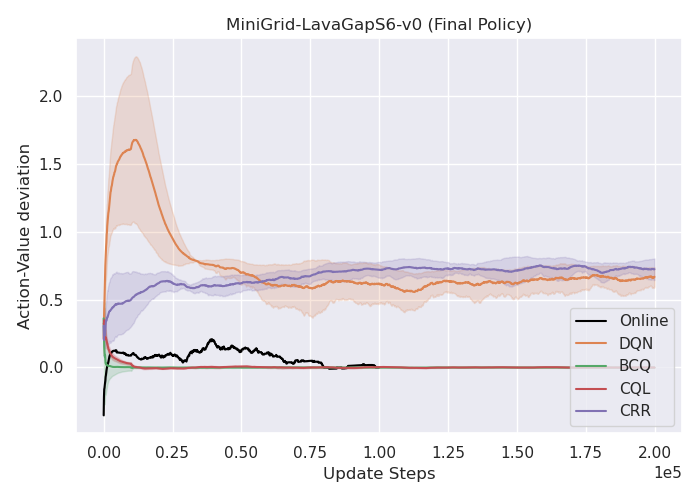 MiniGrid-LavaGapS6-v0 (Final Policy)
Action-Value deviation
2.0
1.5
1.0
0.5
0.0
Online
DQN
BCQ
CQL
CRR
0.00 0.25 0.50 0.75 1.00 1.25 1.50 1.75 2.00
Update Steps
1e5